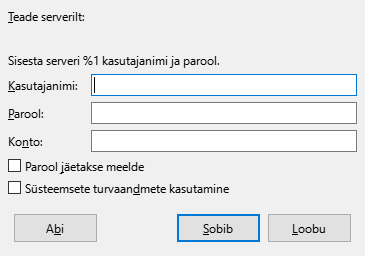 Teade serverilt:
Sisesta serveri %1 kasutajanimi ja parool.
Kasutajanimi:
Parool:
Konto:
Parool jäetakse meelde
Süsteemsete turvaandmete kasutamine
Abi
Sobib
Loobu